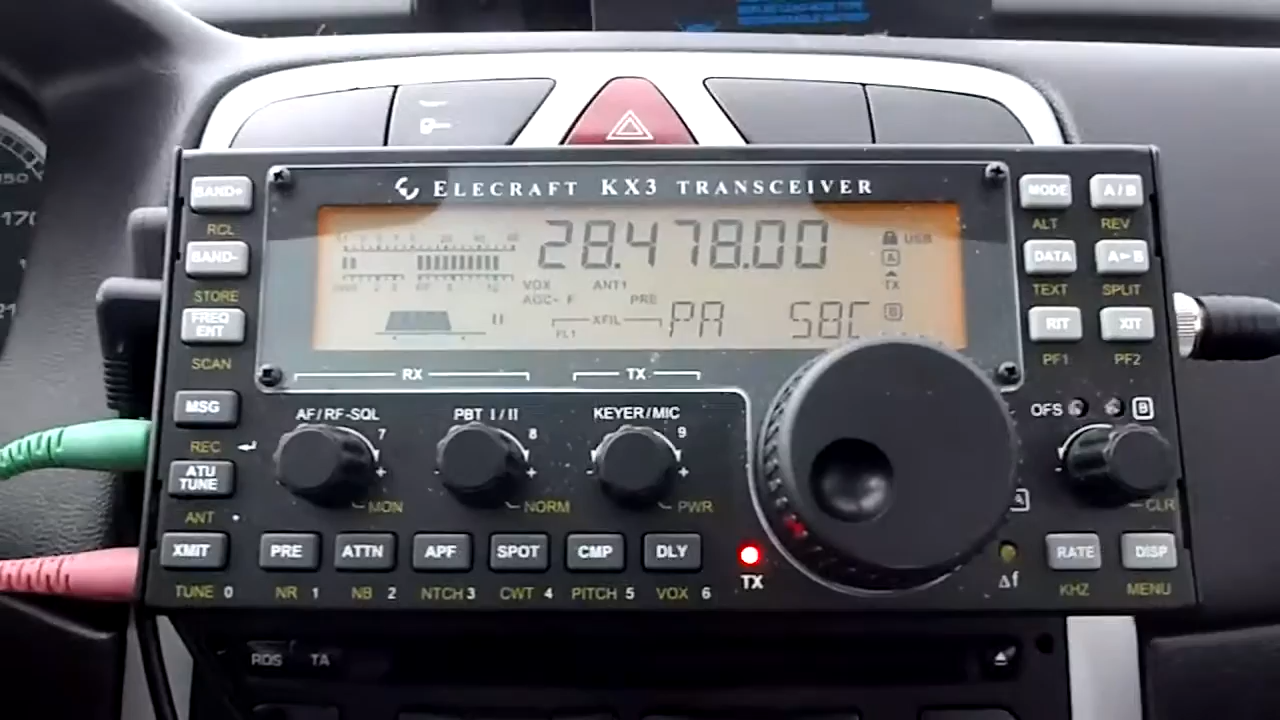 ELECRAFT KX3 TRANSCEIVER
BAND+
RCL
BAND-
STORE
FREQ
ENT
SCAN
MSG
REC
ATU
TUNE
ANT
XMIT
TUNE 0
28.478.00
USB
A
TX
B
VOX
ANT1
AGC- F
PRE
XFIL
FL1
PA
RX
TX
AF/RF-SQL
7
+
MON
PBT I/II
8
+
NORM
KEYER/MIC
9
- +
PWR
PRE
NR 1
ATTN
NB 2
APF
NTCH 3
SPOT
CWT 4
CMP
PITCH 5
DLY
VOX 6
TX
MODE
ALT
A/B
REV
DATA
TEXT
A►B
SPLIT
RIT
PF1
XIT
PF2
OFS
B
-
CLR
A
Δf
RATE
KHZ
DISP
MENU
RDS
TA
170